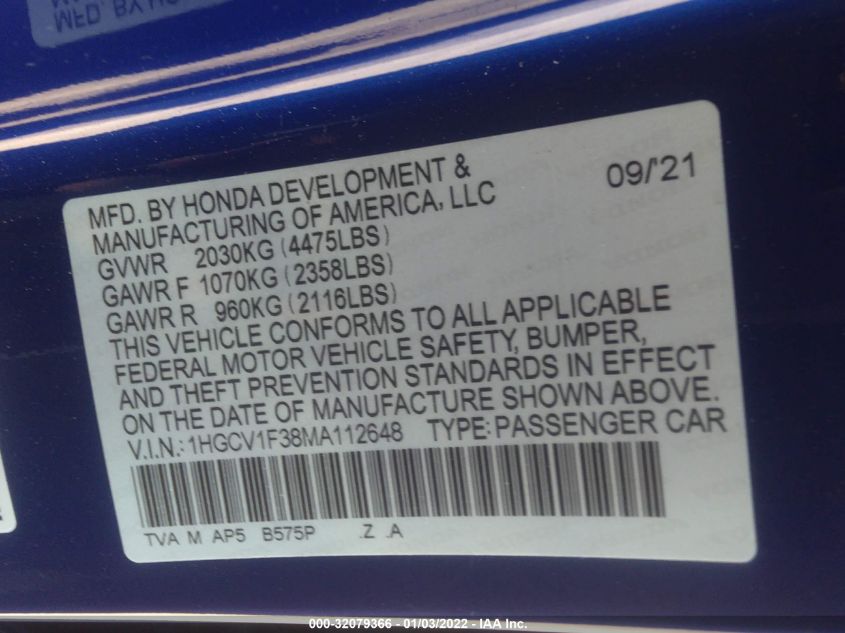 MFD. BY HO
MFD. BY HONDA DEVELOPMENT & 09/'21
MANUFACTURING OF AMERICA, LLC
GVWR 2030KG (4475LBS)
GAWR F 1070KG (2358LBS)
GAWR R 960KG (2116LBS)
THIS VEHICLE CONFORMS TO ALL APPLICABLE
FEDERAL MOTOR VEHICLE SAFETY, BUMPER,
AND THEFT PREVENTION STANDARDS IN EFFECT
ON THE DATE OF MANUFACTURE SHOWN ABOVE.
V.I.N.: 1HGCV1F38MA112648 TYPE: PASSENGER CAR
TVA M AP5 B575P .Z .A
000-32079366 - 01/03/2022 - IAA Inc.